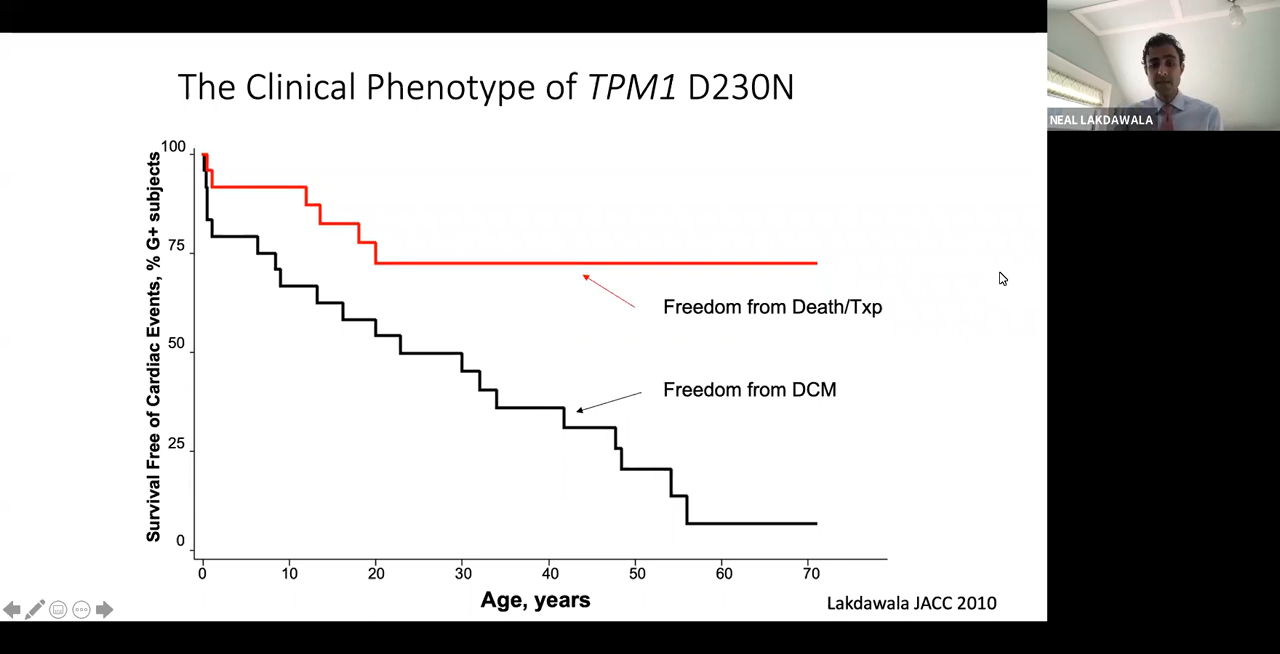 The Clinical Phenotype of TPM1 D230N
NEAL LAKDAWALA
Survival Free of Cardiac Events, % G+ subjects
100
75
50
25
0
Freedom from Death/Txp
Freedom from DCM
0 10 20 30 40 50 60 70
Age, years
Lakdawala JACC 2010